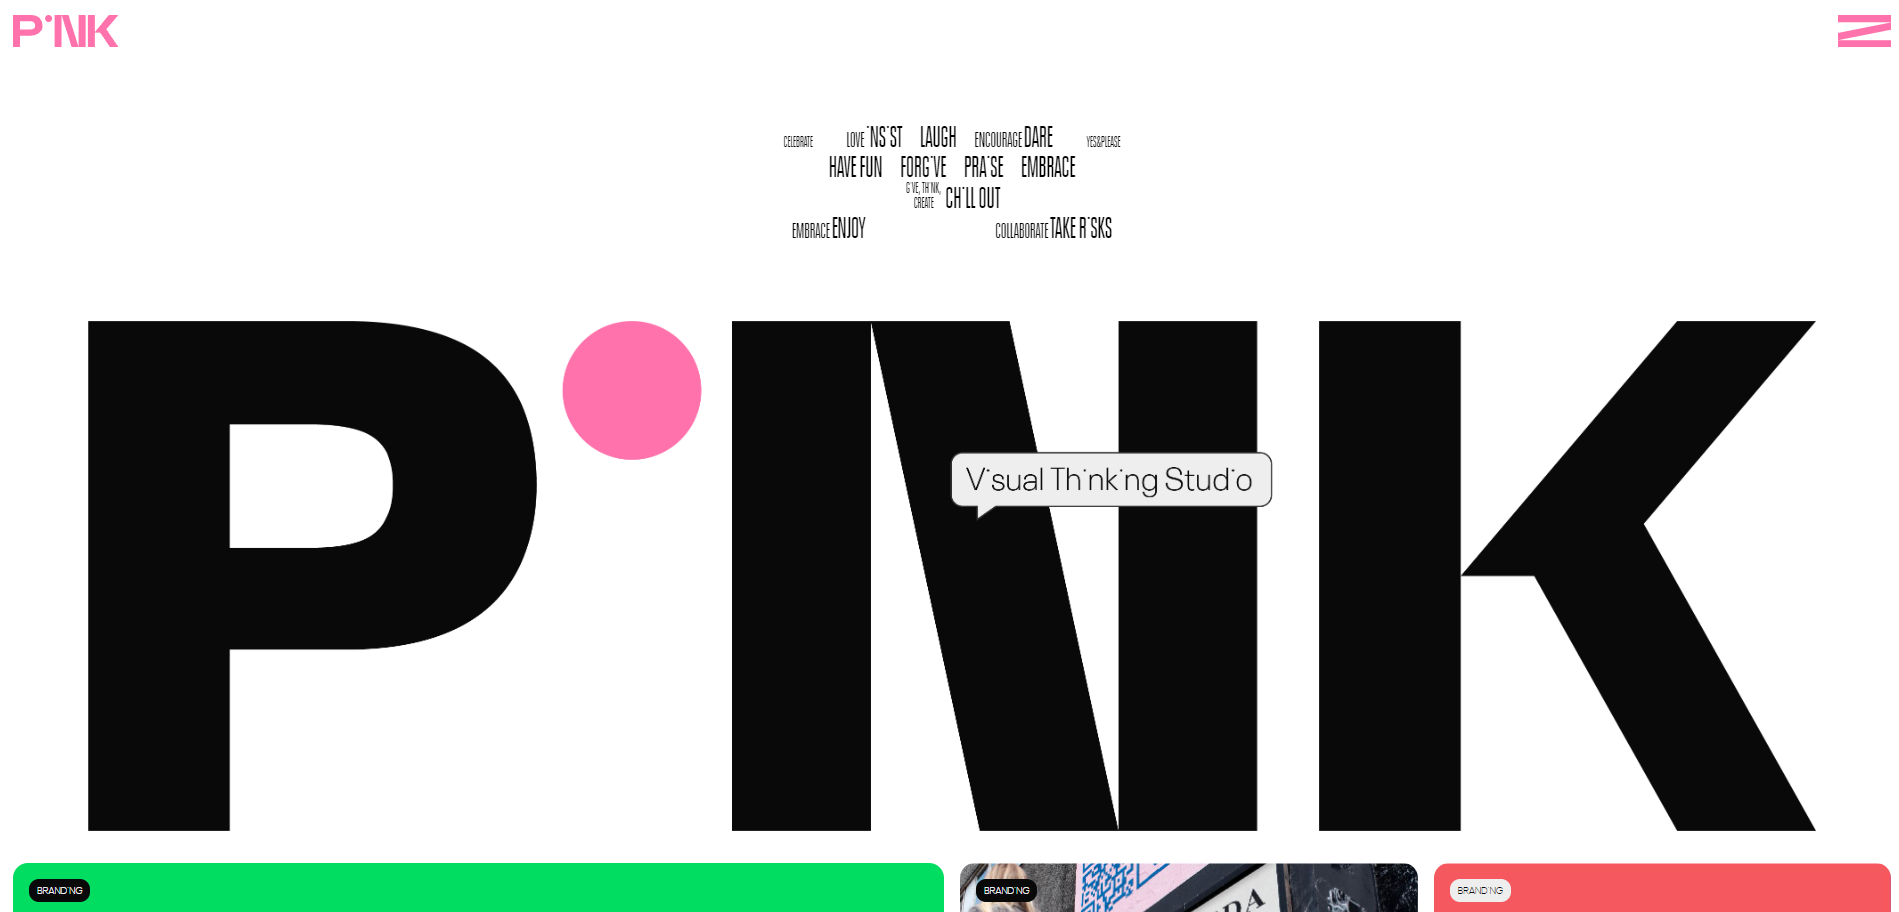 P˙NK
CELEBRATE LOVE ˙NS˙ST LAUGH ENCOURAGE DARE YES&PLEASE
HAVE FUN FORG˙VE PRA˙SE EMBRACE
G˙VE, TH˙NK,
CREATE CH˙LL OUT
EMBRACE ENJOY COLLABORATE TAKE R˙SKS
P˙NK
V˙sual Th˙nk˙ng Stud˙o
BRAND˙NG
BRAND˙NG
BRAND˙NG